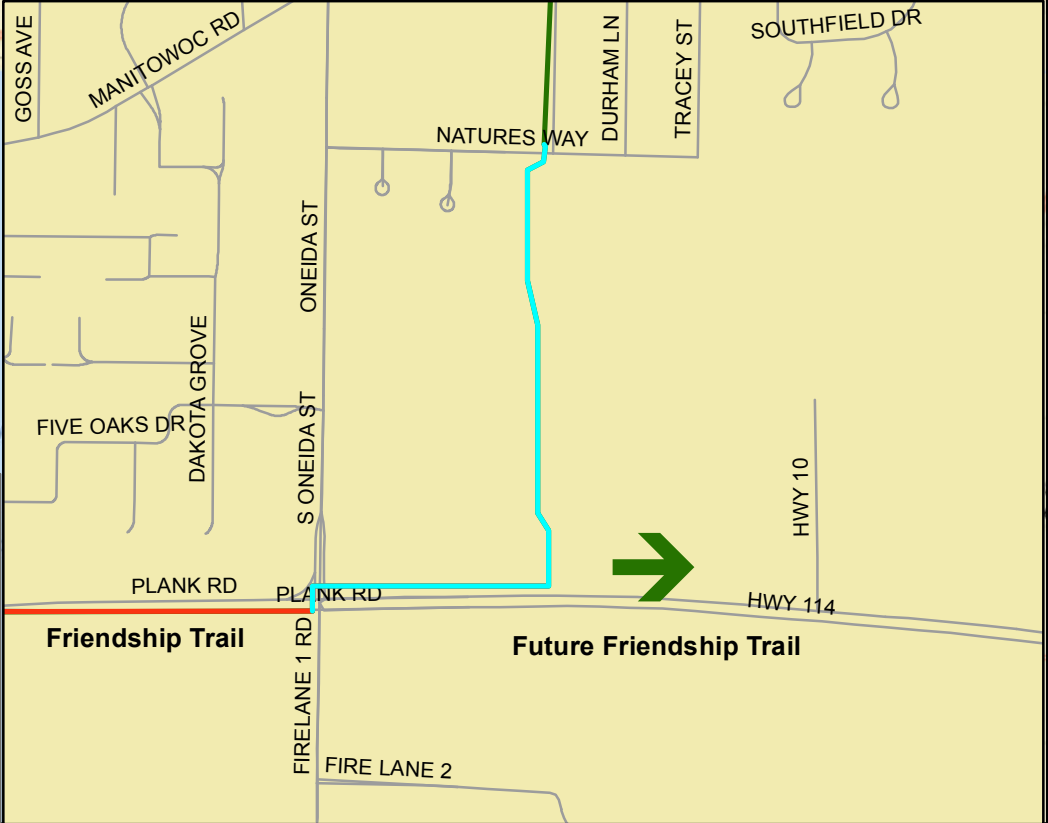 GOSS AVE
MANITOWOC RD
DURHAM LN
TRACEY ST
SOUTHFIELD DR
NATURES WAY
ONEIDA ST
DAKOTA GROVE
FIVE OAKS DR
S ONEIDA ST
HWY 10
PLANK RD
PLANK RD
HWY 114
Friendship Trail
Future Friendship Trail
FIRELANE 1 RD
FIRE LANE 2